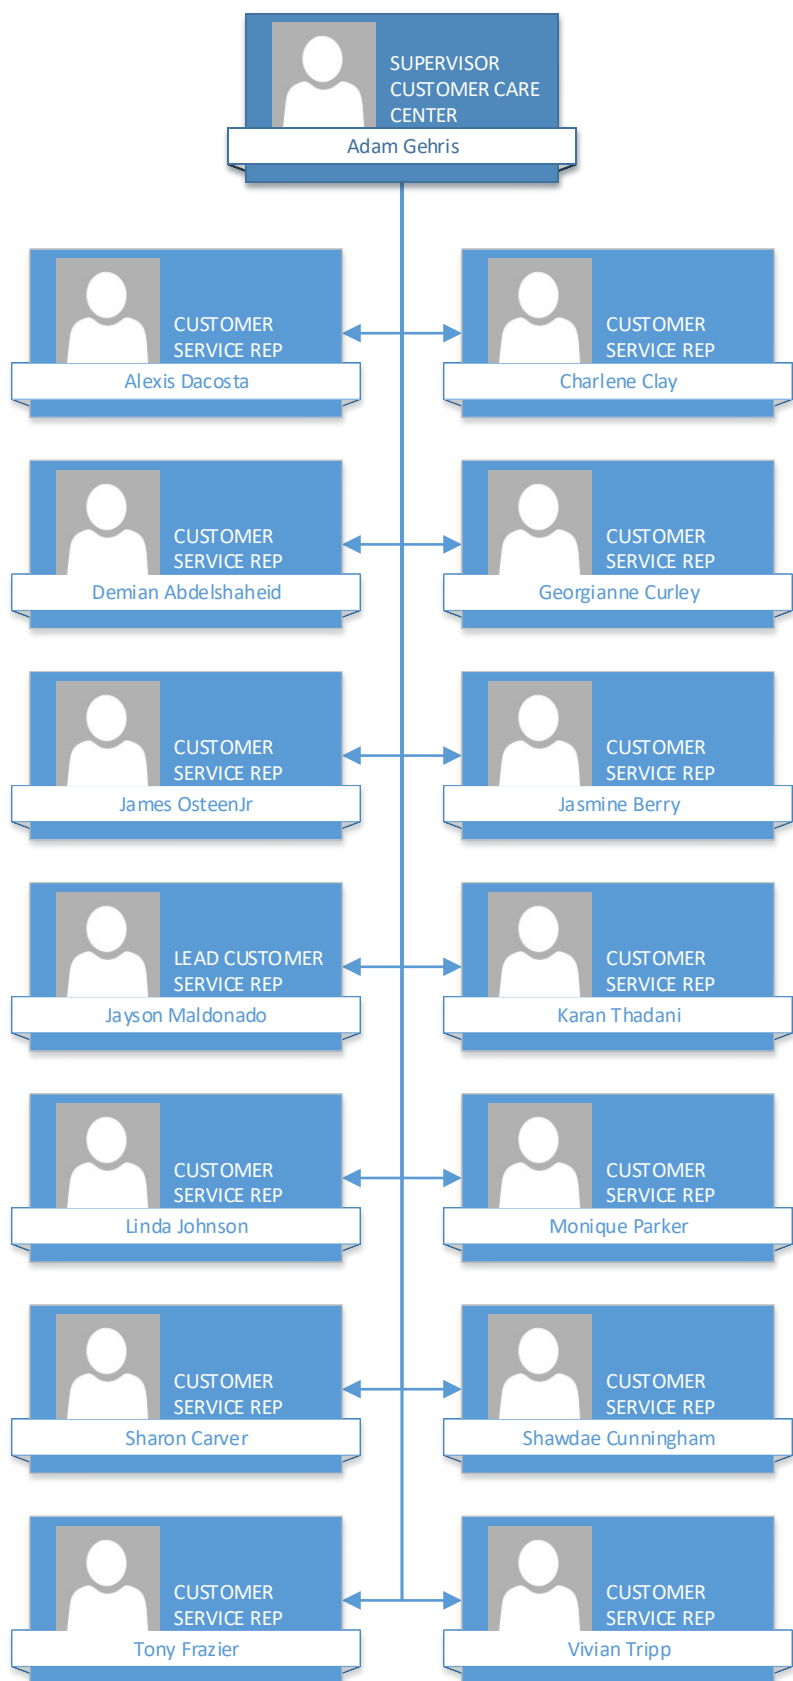 SUPERVISOR
CUSTOMER CARE
CENTER
Adam Gehris
CUSTOMER
SERVICE REP
Alexis Dacosta
CUSTOMER
SERVICE REP
Charlene Clay
CUSTOMER
SERVICE REP
Demian Abdelshaheid
CUSTOMER
SERVICE REP
Georgianne Curley
CUSTOMER
SERVICE REP
James OsteenJr
CUSTOMER
SERVICE REP
Jasmine Berry
LEAD CUSTOMER
SERVICE REP
Jayson Maldonado
CUSTOMER
SERVICE REP
Karan Thadani
CUSTOMER
SERVICE REP
Linda Johnson
CUSTOMER
SERVICE REP
Monique Parker
CUSTOMER
SERVICE REP
Sharon Carver
CUSTOMER
SERVICE REP
Shawdae Cunningham
CUSTOMER
SERVICE REP
Tony Frazier
CUSTOMER
SERVICE REP
Vivian Tripp